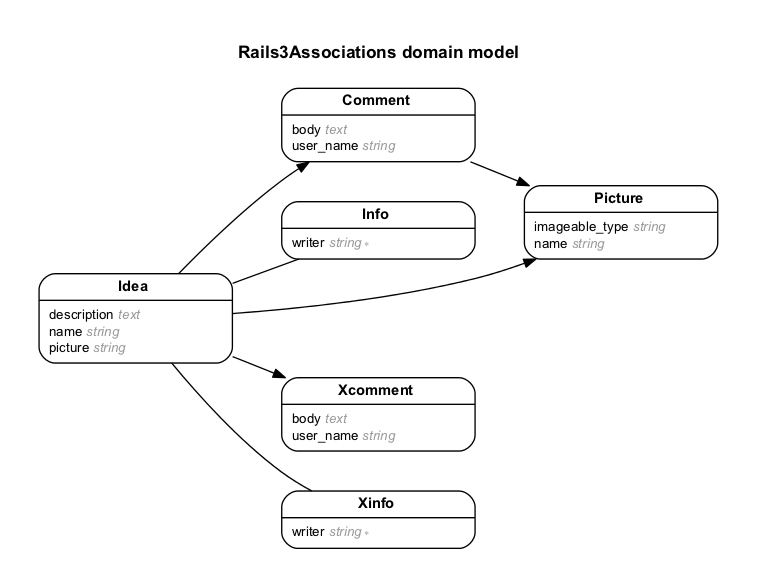 Rails3Associations domain model
Comment
body text
user_name string
Info
writer string *
Picture
imageable_type string
name string
Idea
description text
name string
picture string
Xcomment
body text
user_name string
Xinfo
writer string *